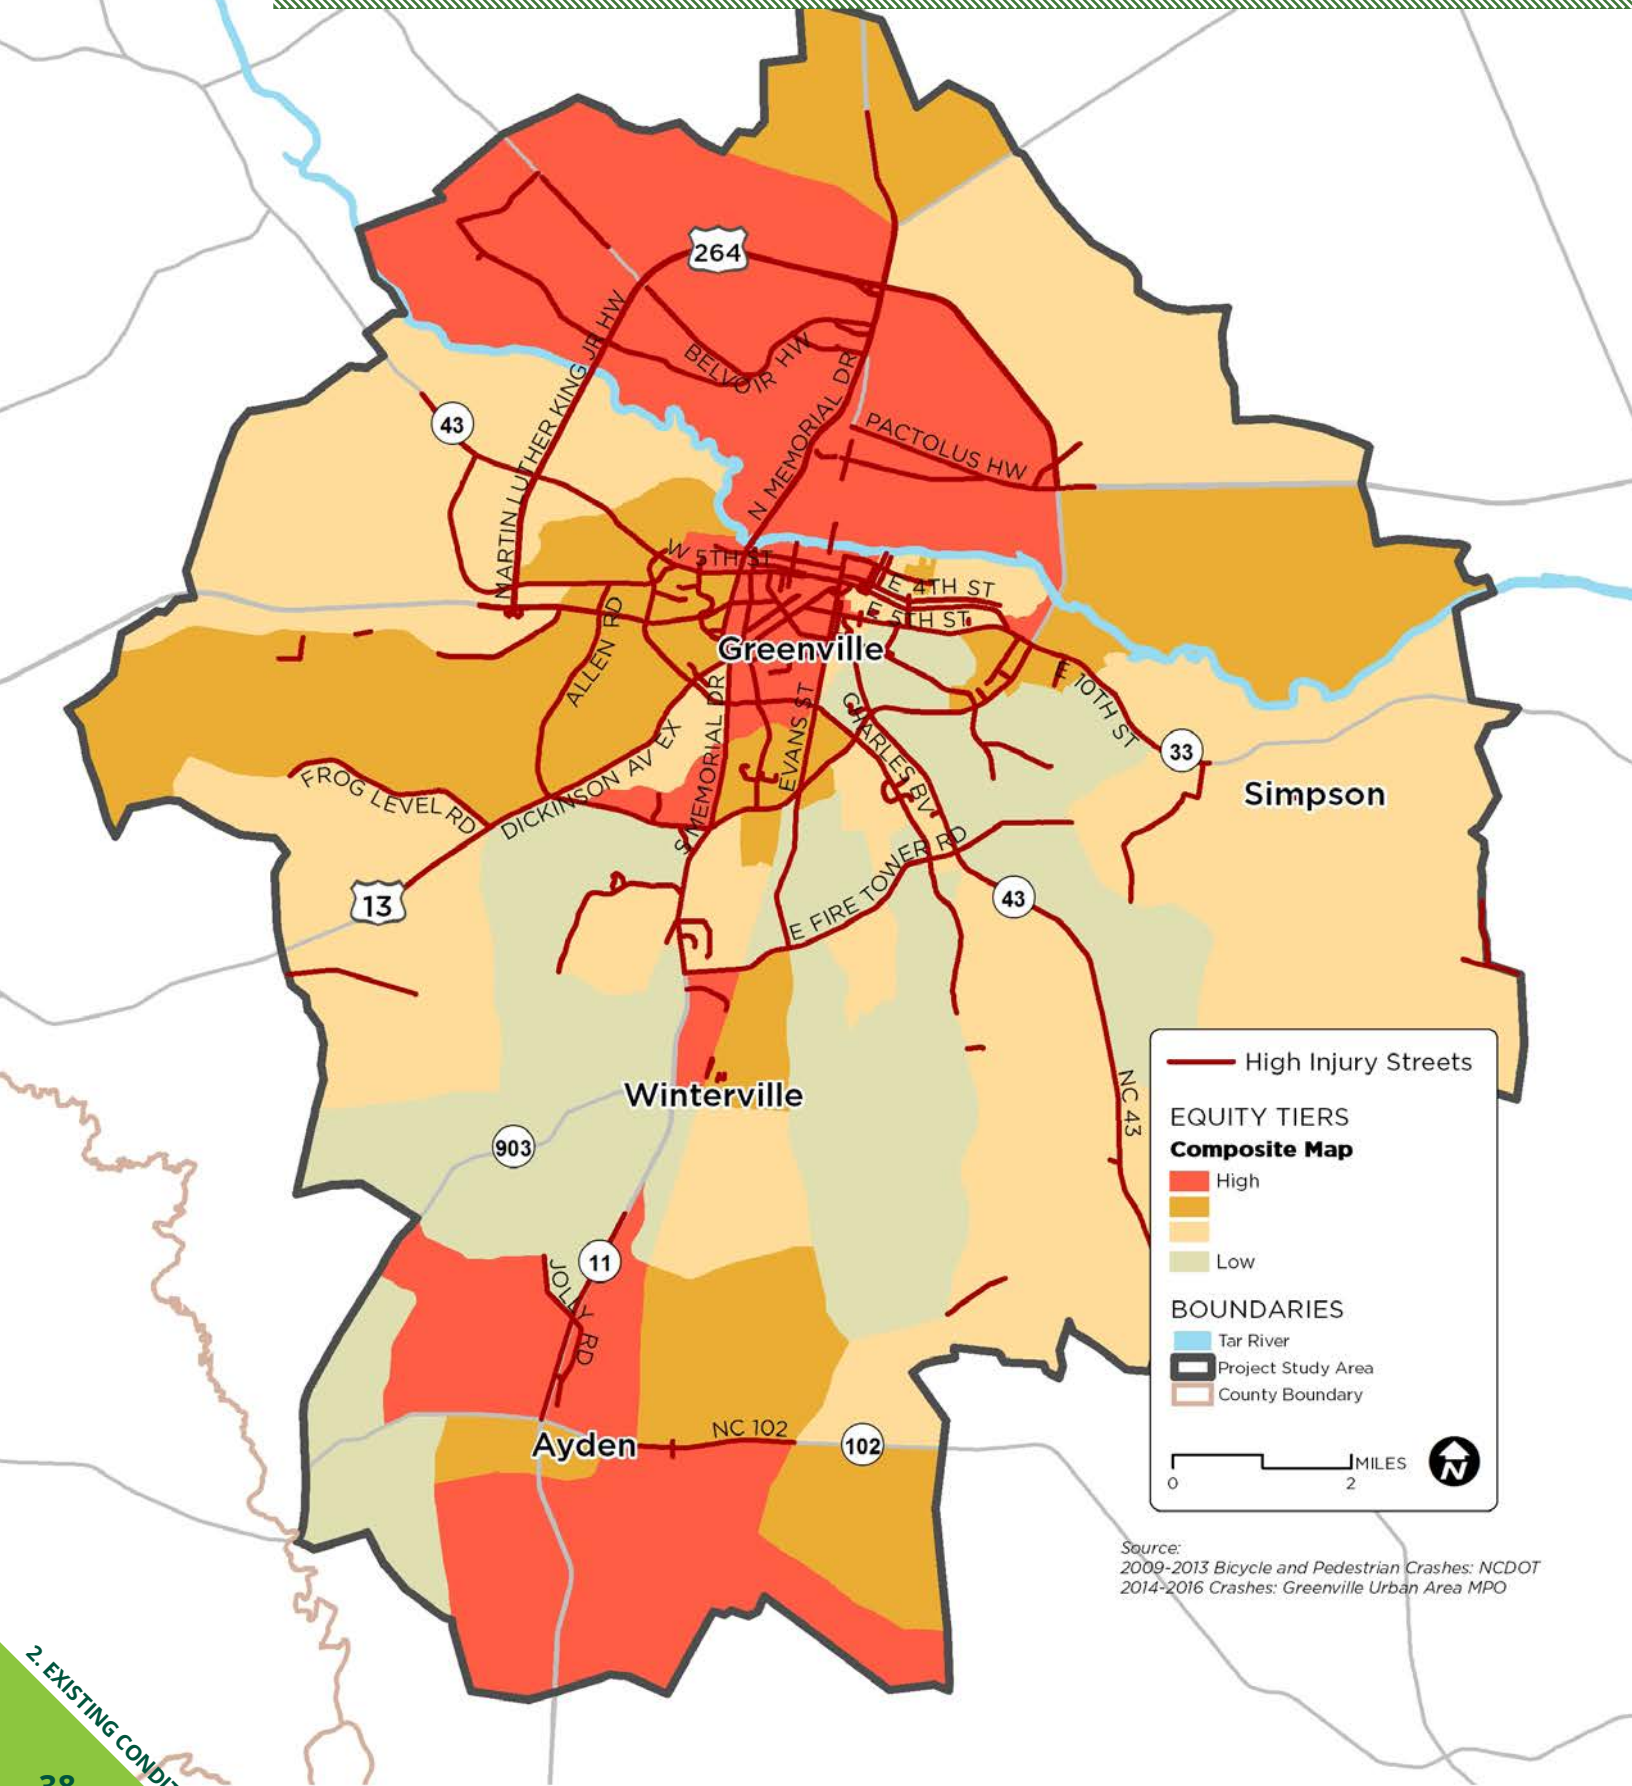 264
43
MARTIN LUTHER KING JR HW
BELVOIR HW
N MEMORIAL DR
PACTOLUS HW
W 5TH ST
E 4TH ST
E 5TH ST
Greenville
ALLEN RD
E 10TH ST
33
Simpson
FROG LEVEL RD
DICKINSON AV EX
S MEMORIAL DR
EVANS ST
CHARLES BV
13
E FIRE TOWER RD
43
Winterville
NC 43
903
11
JOLLY RD
Ayden
NC 102
102
High Injury Streets
EQUITY TIERS
Composite Map
High
Low
BOUNDARIES
Tar River
Project Study Area
County Boundary
MILES
0 2
N
Source:
2009-2013 Bicycle and Pedestrian Crashes: NCDOT
2014-2016 Crashes: Greenville Urban Area MPO
2. EXISTING